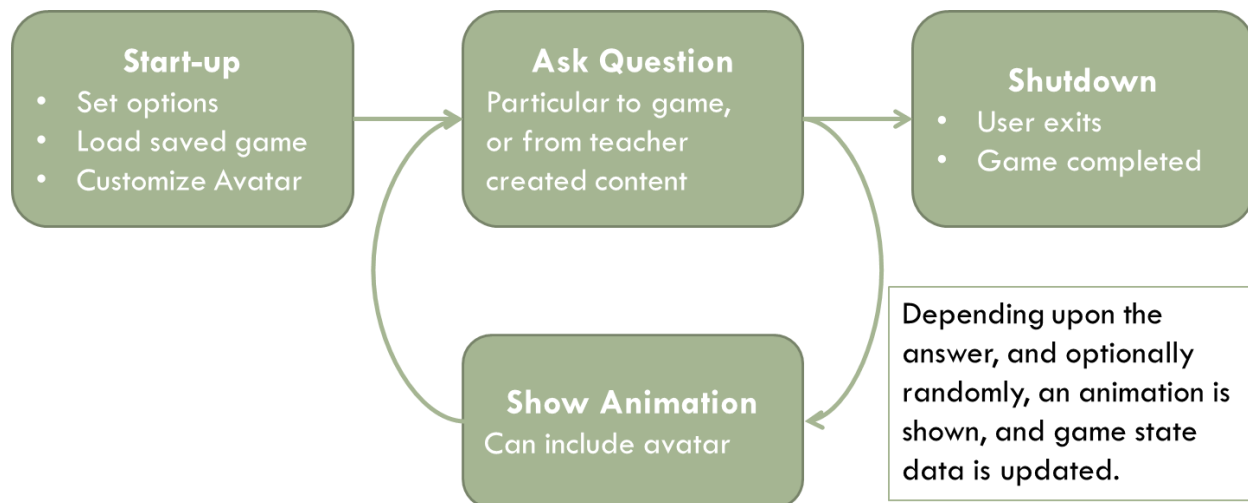 Start-up
• Set options
• Load saved game
• Customize Avatar
Ask Question
Particular to game,
or from teacher
created content
Shutdown
• User exits
• Game completed
Show Animation
Can include avatar
Depending upon the
answer, and optionally
randomly, an animation is
shown, and game state
data is updated.